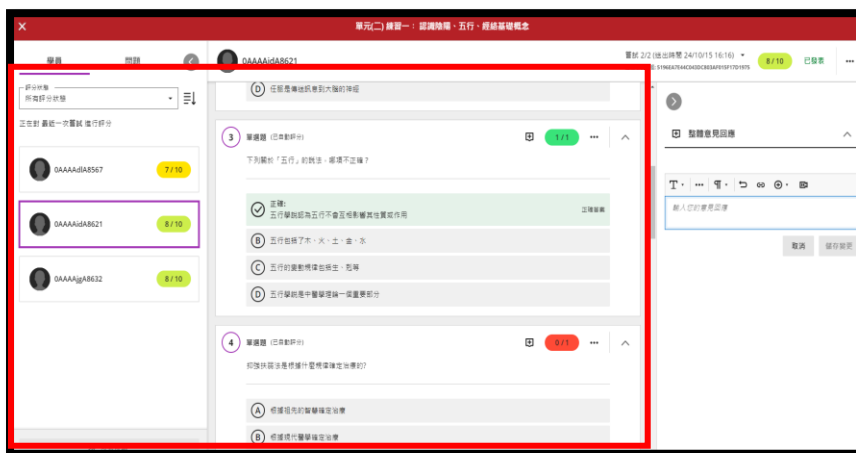 單元(二) 練習一： 認識陰陽、五行、經絡基礎概念
學員 問題
0AAAAidA8621
嘗試 2/2 (送出時間 24/10/15 16:16)
8/10
已發表
評分狀態
所有評分狀態
正在對 最近一次嘗試 進行評分
0AAAAdlA8567
7/10
0AAAAidA8621
8/10
0AAAAjgA8632
8/10
D 任脈是傳送訊息到大腦的神經
3 單選題 (已自動評分)
1/1
下列關於「五行」的說法，哪項不正確？
正確:
五行學說認為五行不會互相影響其性質或作用
正確答案
B 五行包括了木、火、土、金、水
C 五行的變動規律包括生、剋等
D 五行學說是中醫學理論一個重要部分
4 單選題 (已自動評分)
0/1
抑強扶弱法是根據什麼規律確定治療的?
A 根據祖先的智慧確定治療
B 根據現代醫學確定治療
整體意見回應
輸入您的意見回應
取消
儲存變更